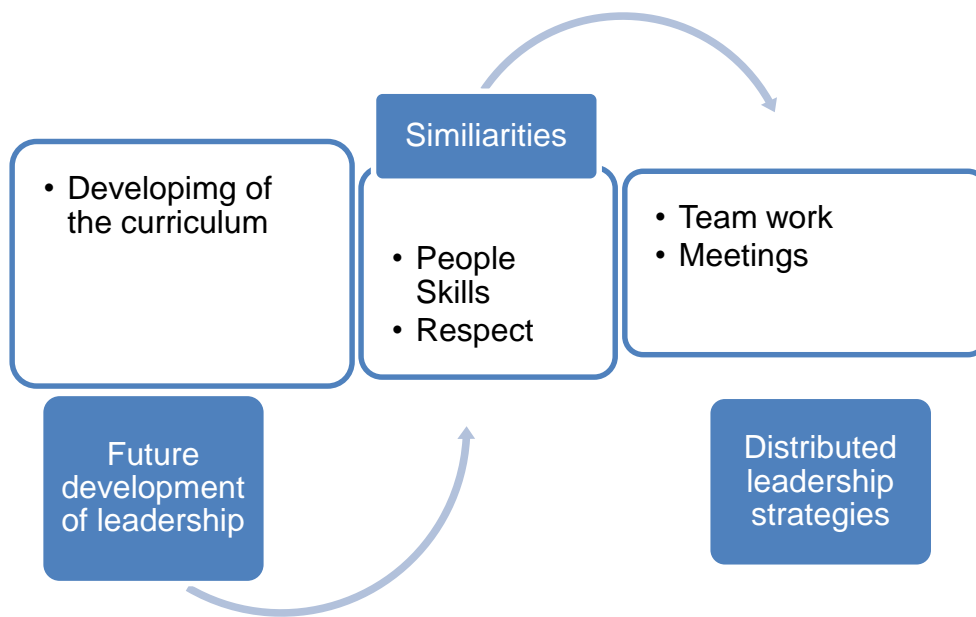 • Developimg of
the curriculum
Future
development
of leadership
Similiarities
• People
Skills
• Respect
• Team work
• Meetings
Distributed
leadership
strategies